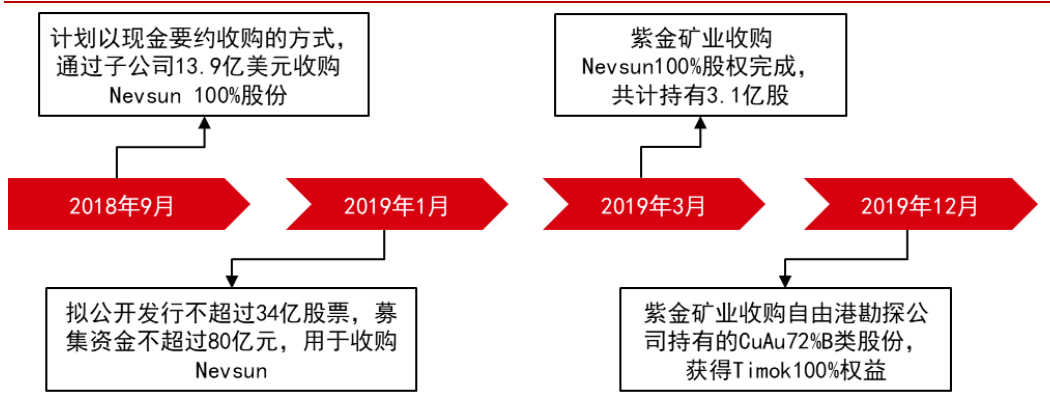 计划以现金要约收购的方式，
通过子公司13.9亿美元收购
Nevsun 100%股份
紫金矿业收购
Nevsun100%股权完成，
共计持有3.1亿股
2018年9月
2019年1月
2019年3月
2019年12月
拟公开发行不超过34亿股票，募
集资金不超过80亿元，用于收购
Nevsun
紫金矿业收购自由港勘探公
司持有的CuAu72%B类股份，
获得Timok100%权益